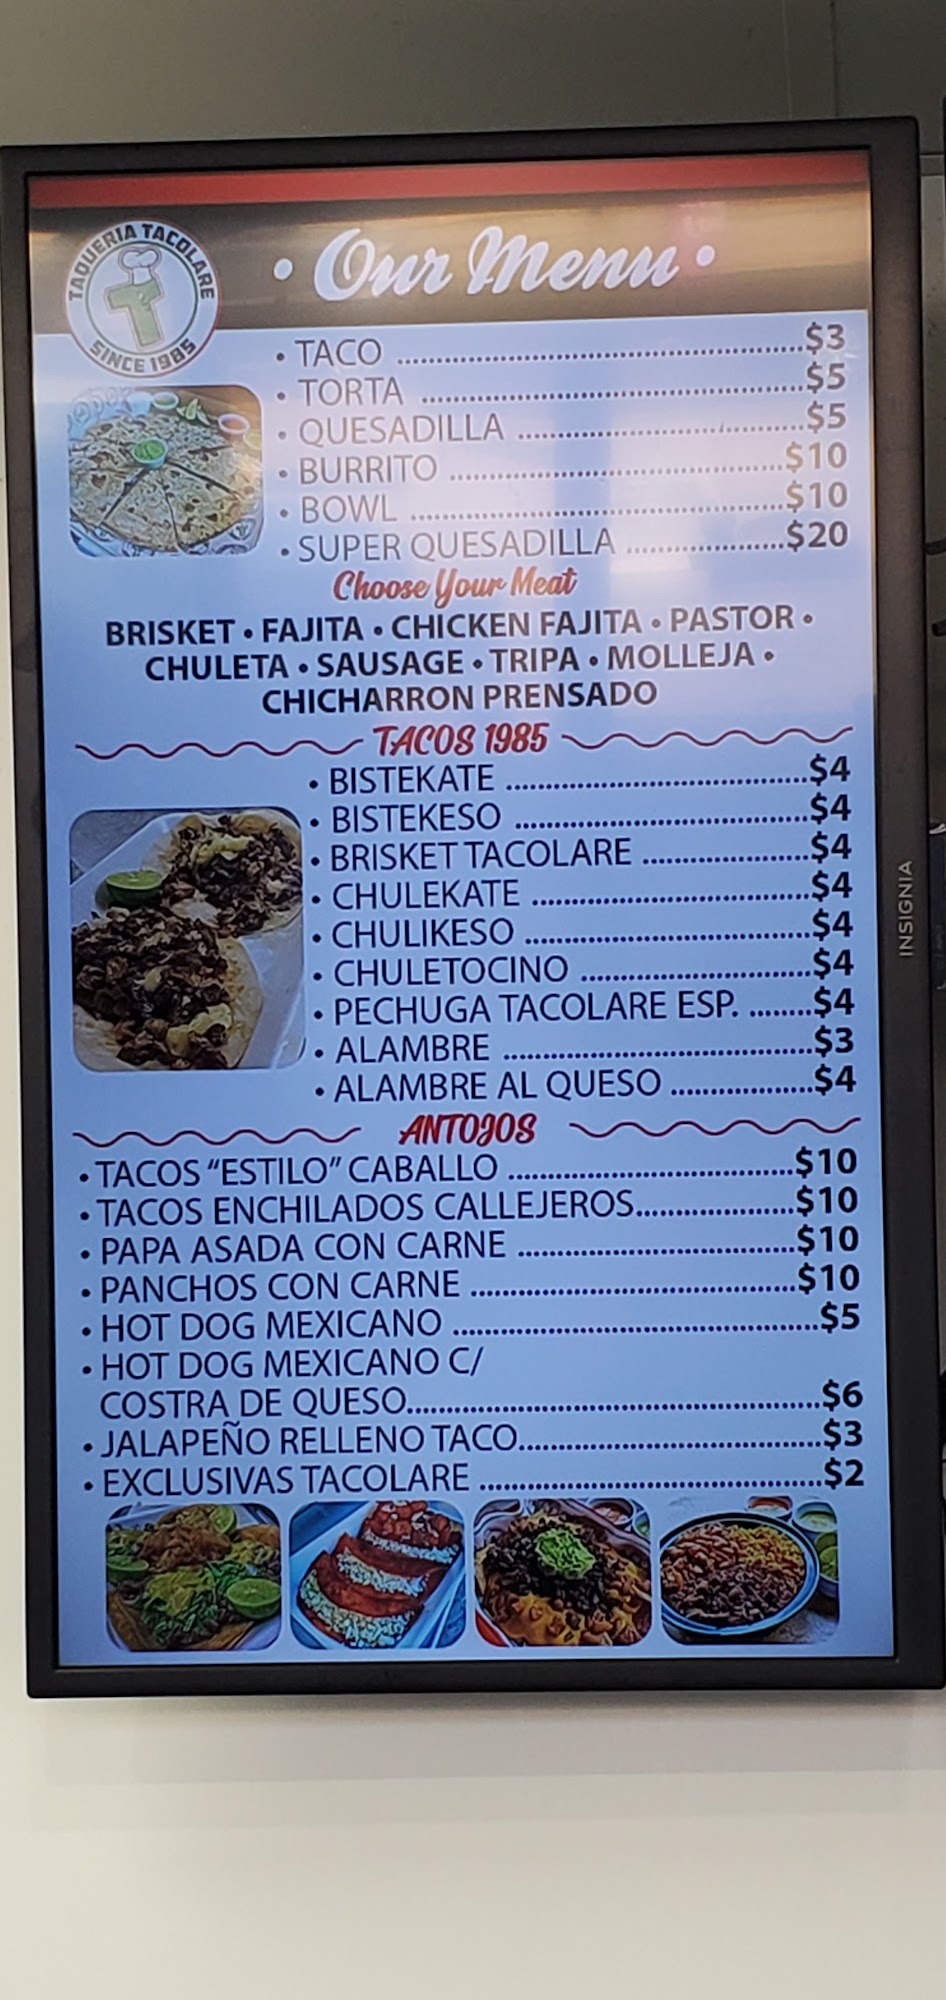 TAQUERIA TACOLARE
SINCE 1985
• Our Menu •
• TACO ........ $3
• TORTA ........ $5
• QUESADILLA ........ $5
• BURRITO ........ $10
• BOWL ........ $10
• SUPER QUESADILLA ........ $20
Choose Your Meat
BRISKET • FAJITA • CHICKEN FAJITA • PASTOR •
CHULETA • SAUSAGE • TRIPA • MOLLEJA •
CHICHARRON PRENSADO
TACOS 1985
• BISTEKATE ........ $4
• BISTEKESO ........ $4
• BRISKET TACOLARE ........ $4
• CHULEKATE ........ $4
• CHULIKESO ........ $4
• CHULETOCINO ........ $4
• PECHUGA TACOLARE ESP. ........ $4
• ALAMBRE ........ $3
• ALAMBRE AL QUESO ........ $4
ANTOJOS
• TACOS “ESTILO” CABALLO ........ $10
• TACOS ENCHILADOS CALLEJEROS ........ $10
• PAPA ASADA CON CARNE ........ $10
• PANCHOS CON CARNE ........ $10
• HOT DOG MEXICANO ........ $5
• HOT DOG MEXICANO C/
COSTRA DE QUESO ........ $6
• JALAPEÑO RELLENO TACO ........ $3
• EXCLUSIVAS TACOLARE ........ $2
INSIGNIA